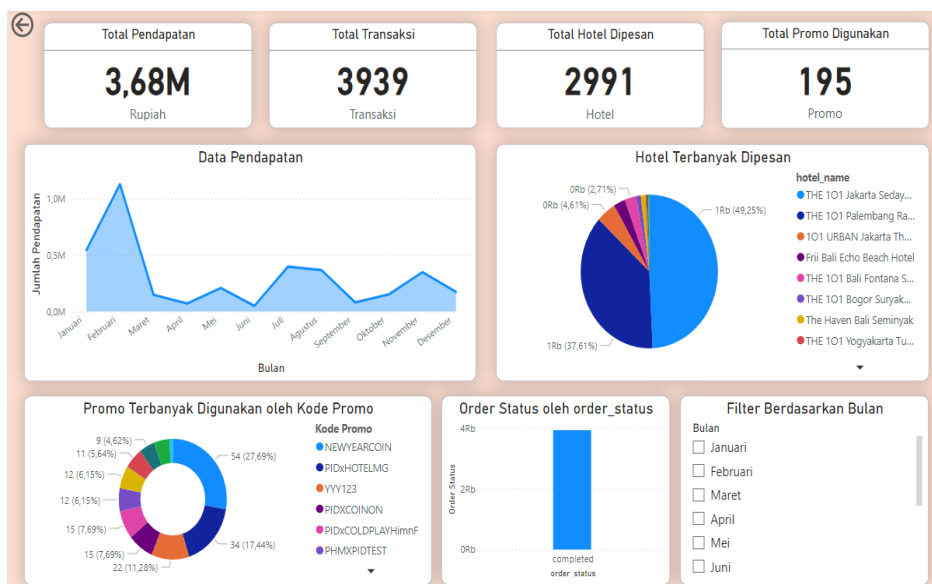 Total Pendapatan
3,68M
Rupiah
Total Transaksi
3939
Transaksi
Total Hotel Dipesan
2991
Hotel
Total Promo Digunakan
195
Promo
Data Pendapatan
Jumlah Pendapatan
1,0M
0,5M
0,0M
Januari
Februari
Maret
April
Mei
Juni
Juli
Agustus
September
Oktober
November
Desember
Bulan
Hotel Terbanyak Dipesan
0Rb (2,71%)
0Rb (4,61%)
1Rb (49,25%)
1Rb (37,61%)
hotel_name
THE 1O1 Jakarta Seday...
THE 1O1 Palembang Ra...
1O1 URBAN Jakarta Th...
Frii Bali Echo Beach Hotel
THE 1O1 Bali Fontana S...
THE 1O1 Bogor Suryak...
The Haven Bali Seminyak
THE 1O1 Yogyakarta Tu...
Promo Terbanyak Digunakan oleh Kode Promo
9 (4,62%)
11 (5,64%)
12 (6,15%)
12 (6,15%)
15 (7,69%)
15 (7,69%)
22 (11,28%)
34 (17,44%)
54 (27,69%)
Kode Promo
NEWYEARCOIN
PIDxHOTELMG
YYY123
PIDXCOINON
PIDxCOLDPLAYHimnF
PHMXPIDTEST
Order Status oleh order_status
Order Status
4Rb
2Rb
0Rb
completed
order_status
Filter Berdasarkan Bulan
Bulan
Januari
Februari
Maret
April
Mei
Juni